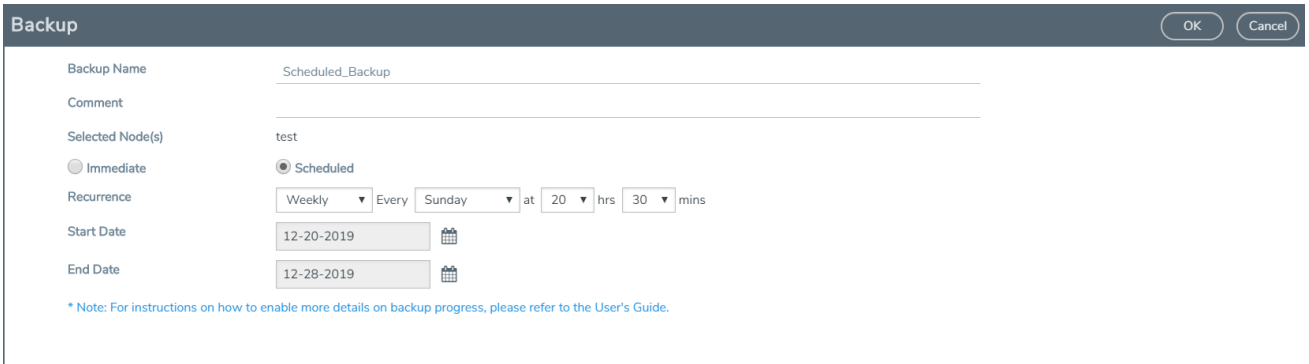 Backup OK Cancel
Backup Name Scheduled_Backup
Comment
Selected Node(s) test
Immediate Scheduled
Recurrence Weekly Every Sunday at 20 hrs 30 mins
Start Date 12-20-2019
End Date 12-28-2019
* Note: For instructions on how to enable more details on backup progress, please refer to the User's Guide.